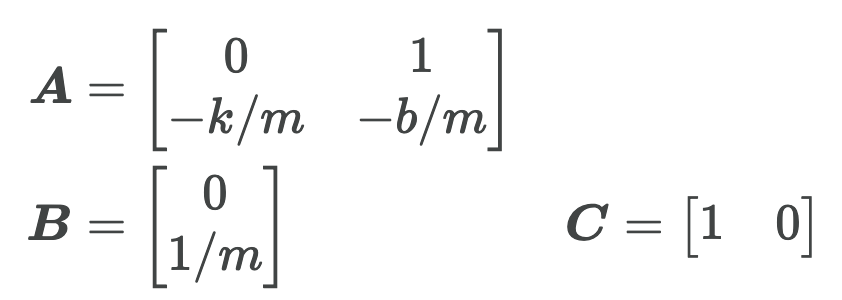 A = [0 1
-k/m -b/m]
B = [0
1/m]
C = [1 0]